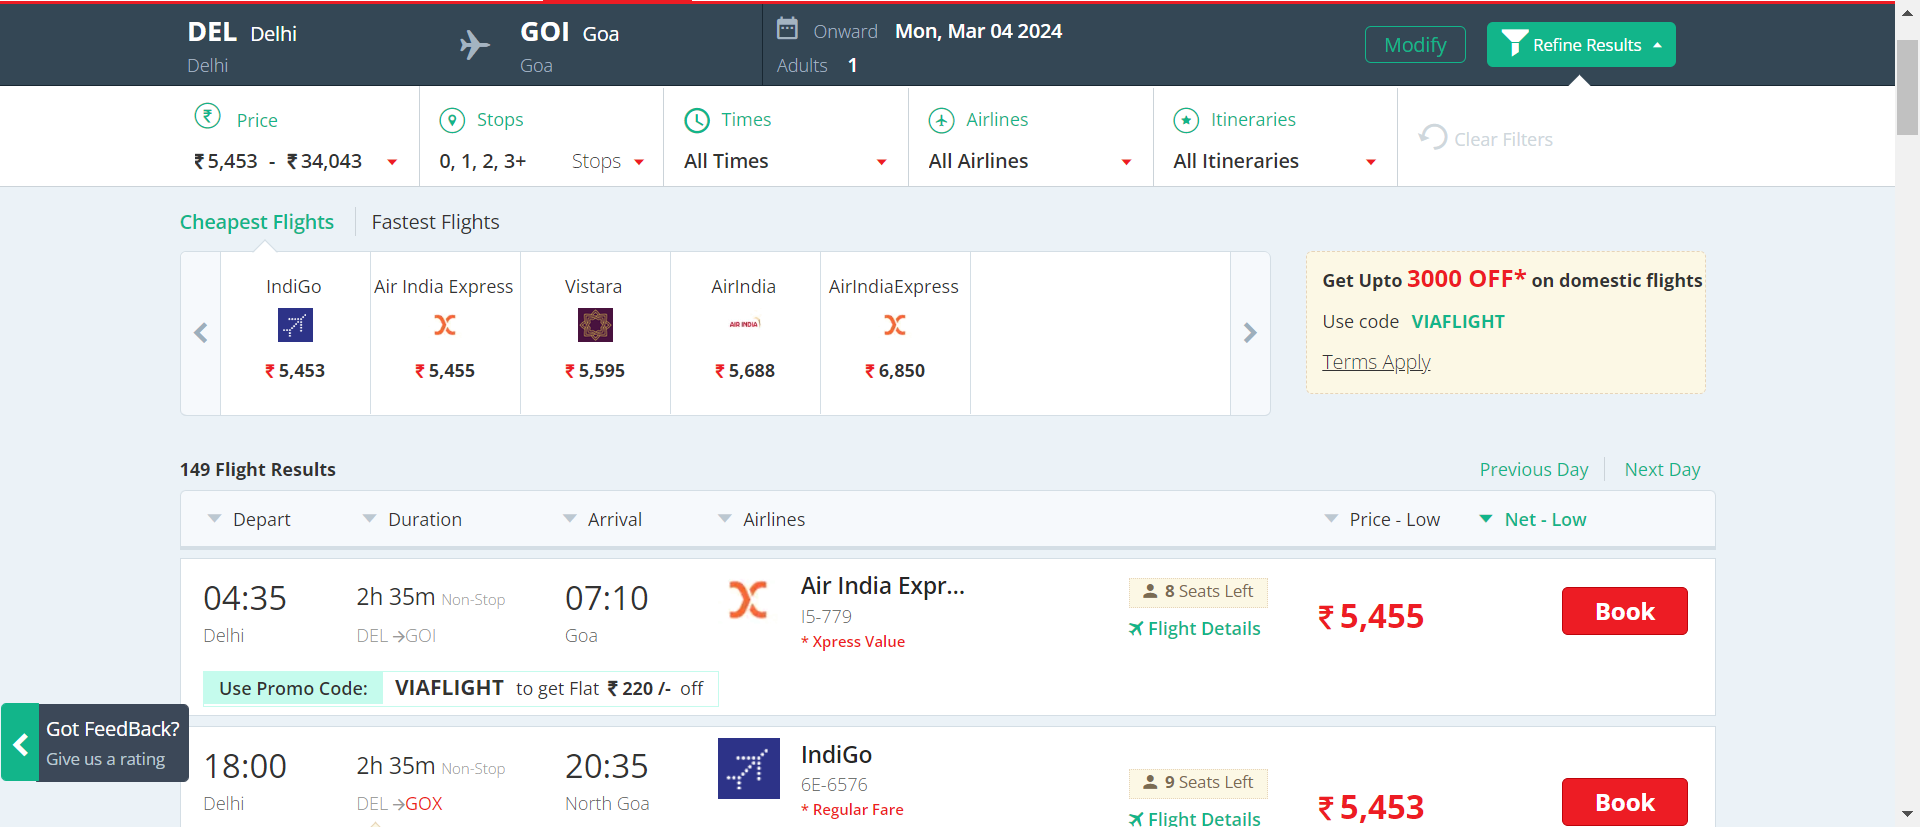 DEL Delhi
Delhi
GOI Goa
Goa
Onward Mon, Mar 04 2024
Adults 1
Modify
Refine Results
Price
₹ 5,453 - ₹ 34,043
Stops
0, 1, 2, 3+ Stops
Times
All Times
Airlines
All Airlines
Itineraries
All Itineraries
Clear Filters
Cheapest Flights
Fastest Flights
IndiGo
₹ 5,453
Air India Express
₹ 5,455
Vistara
₹ 5,595
AirIndia
AIR INDIA
₹ 5,688
AirIndiaExpress
₹ 6,850
Get Upto 3000 OFF* on domestic flights
Use code VIAFLIGHT
Terms Apply
149 Flight Results
Previous Day
Next Day
Depart Duration Arrival Airlines Price - Low Net - Low
04:35
Delhi
2h 35m Non-Stop
DEL → GOI
07:10
Goa
Air India Expr...
I5-779
* Xpress Value
8 Seats Left
Flight Details
₹ 5,455
Book
Use Promo Code: VIAFLIGHT to get Flat ₹ 220 /- off
Got FeedBack?
Give us a rating
18:00
Delhi
2h 35m Non-Stop
DEL → GOX
20:35
North Goa
IndiGo
6E-6576
* Regular Fare
9 Seats Left
Flight Details
₹ 5,453
Book